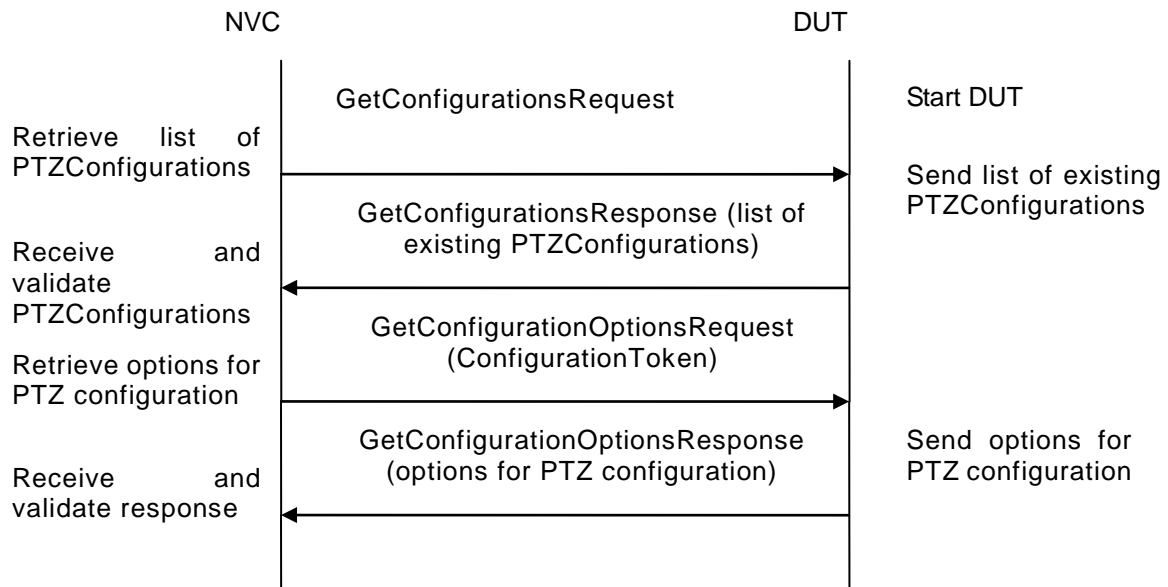 NVC
DUT
GetConfigurationsRequest
Start DUT
Retrieve list of
PTZConfigurations
Send list of existing
PTZConfigurations
GetConfigurationsResponse (list of
existing PTZConfigurations)
Receive and
validate
PTZConfigurations
GetConfigurationOptionsRequest
(ConfigurationToken)
Retrieve options for
PTZ configuration
GetConfigurationOptionsResponse
(options for PTZ configuration)
Send options for
PTZ configuration
Receive and
validate response